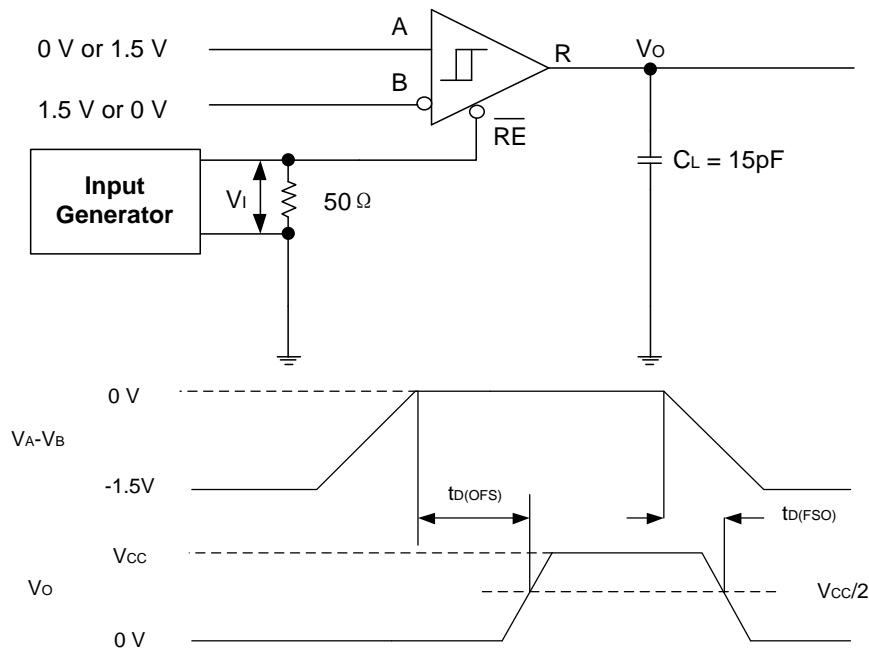 0 V or 1.5 V
A
R
VO
1.5 V or 0 V
B
RE
Input
Generator
VI
50 Ω
CL = 15pF
0 V
VA-VB
-1.5V
tD(OFS)
tD(FSO)
VCC
VO
VCC/2
0 V